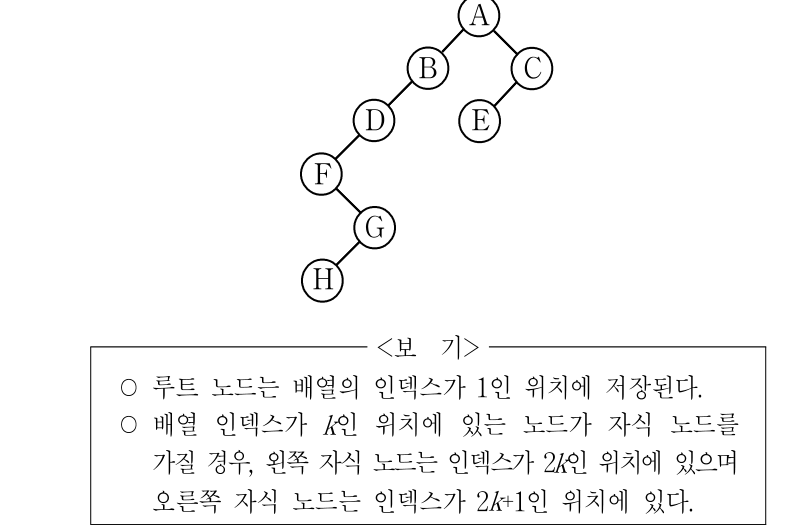 A
B
C
D
E
F
G
H
<보 기>
○ 루트 노드는 배열의 인덱스가 1인 위치에 저장된다.
○ 배열 인덱스가 k인 위치에 있는 노드가 자식 노드를
가질 경우, 왼쪽 자식 노드는 인덱스가 2k인 위치에 있으며
오른쪽 자식 노드는 인덱스가 2k+1인 위치에 있다.